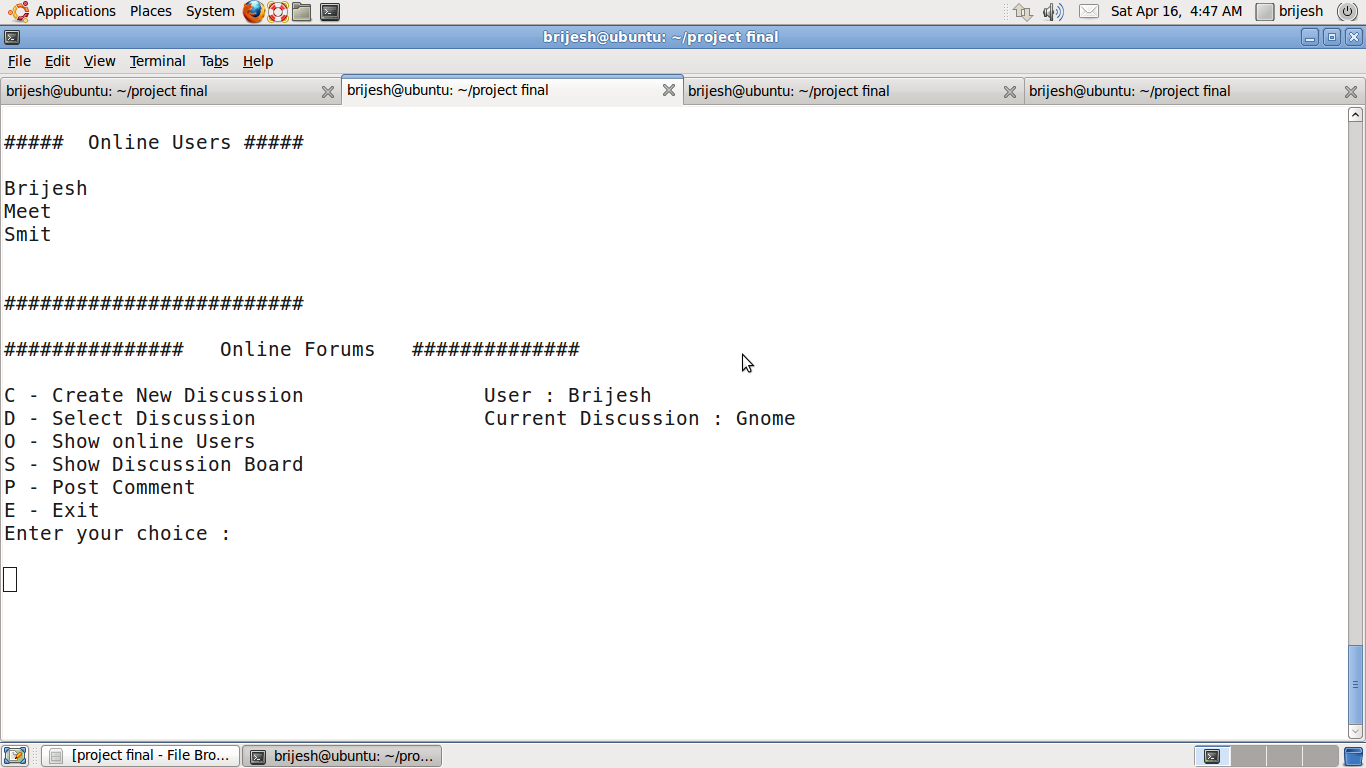 Applications Places System Sat Apr 16, 4:47 AM brijesh
brijesh@ubuntu: ~/project final
File Edit View Terminal Tabs Help
brijesh@ubuntu: ~/project final brijesh@ubuntu: ~/project final brijesh@ubuntu: ~/project final brijesh@ubuntu: ~/project final
#####  Online Users #####
Brijesh
Meet
Smit
#########################
###############   Online Forums   ##############
C - Create New Discussion               User : Brijesh
D - Select Discussion                   Current Discussion : Gnome
O - Show online Users
S - Show Discussion Board
P - Post Comment
E - Exit
Enter your choice :
[project final - File Bro... brijesh@ubuntu: ~/pro...